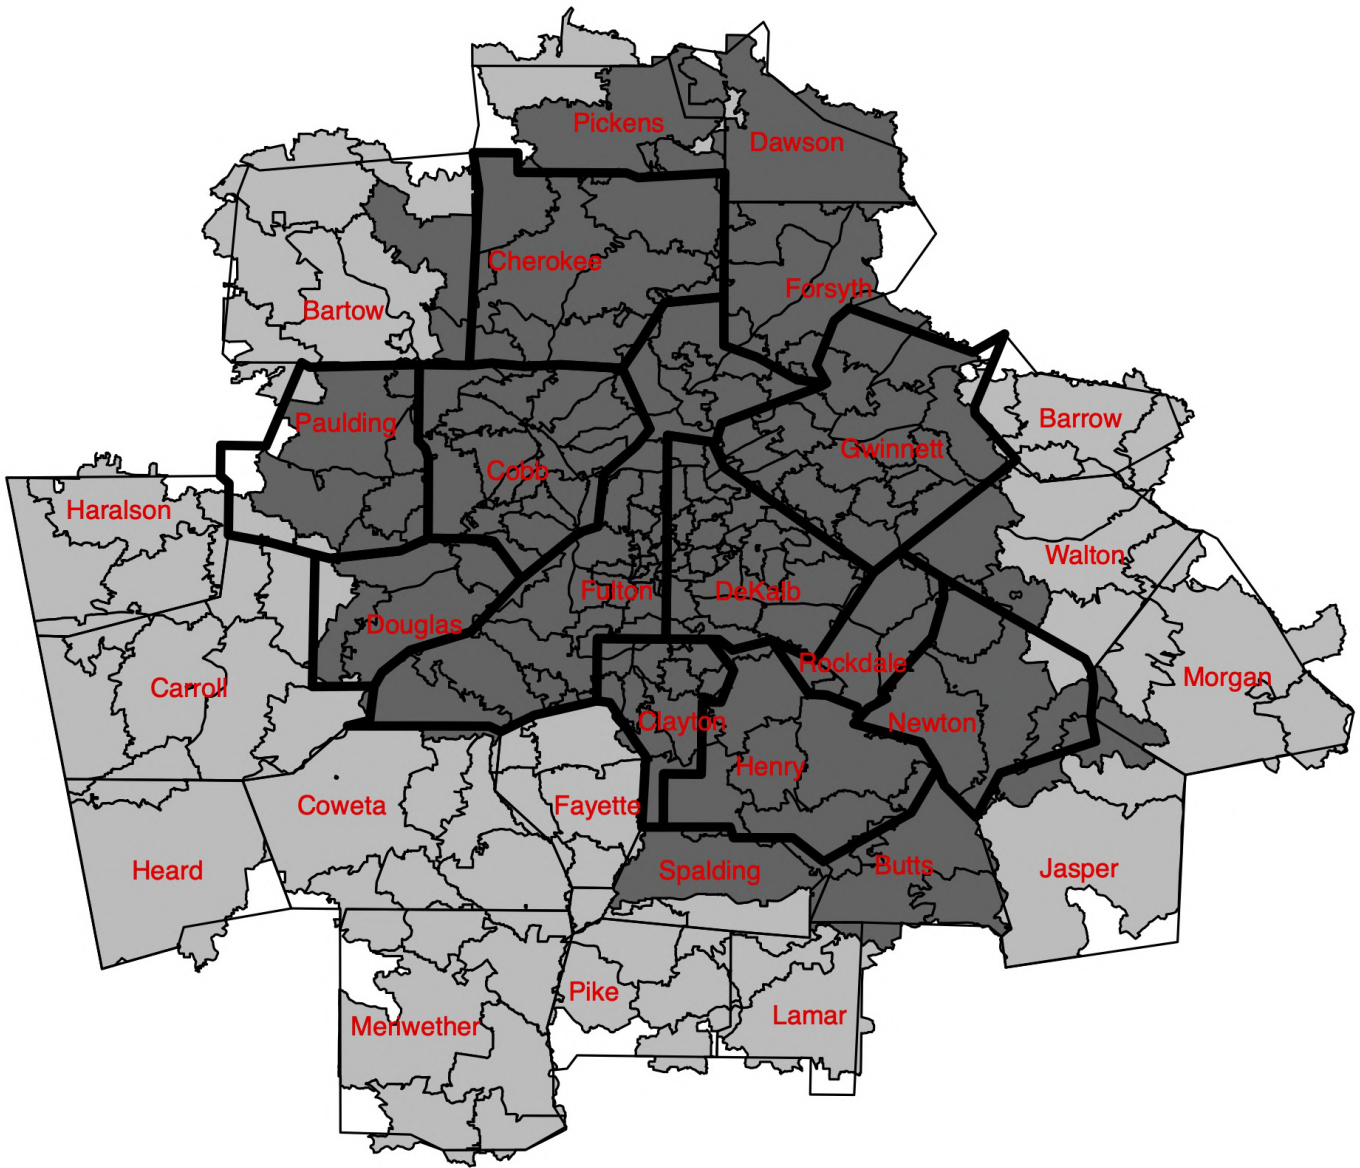 Pickens
Dawson
Cherokee
Forsyth
Bartow
Paulding
Barrow
Gwinnett
Cobb
Haralson
Walton
Fulton
DeKalb
Douglas
Rockdale
Morgan
Carroll
Clayton
Newton
Henry
Coweta
Fayette
Heard
Spalding
Butts
Jasper
Pike
Lamar
Meriwether